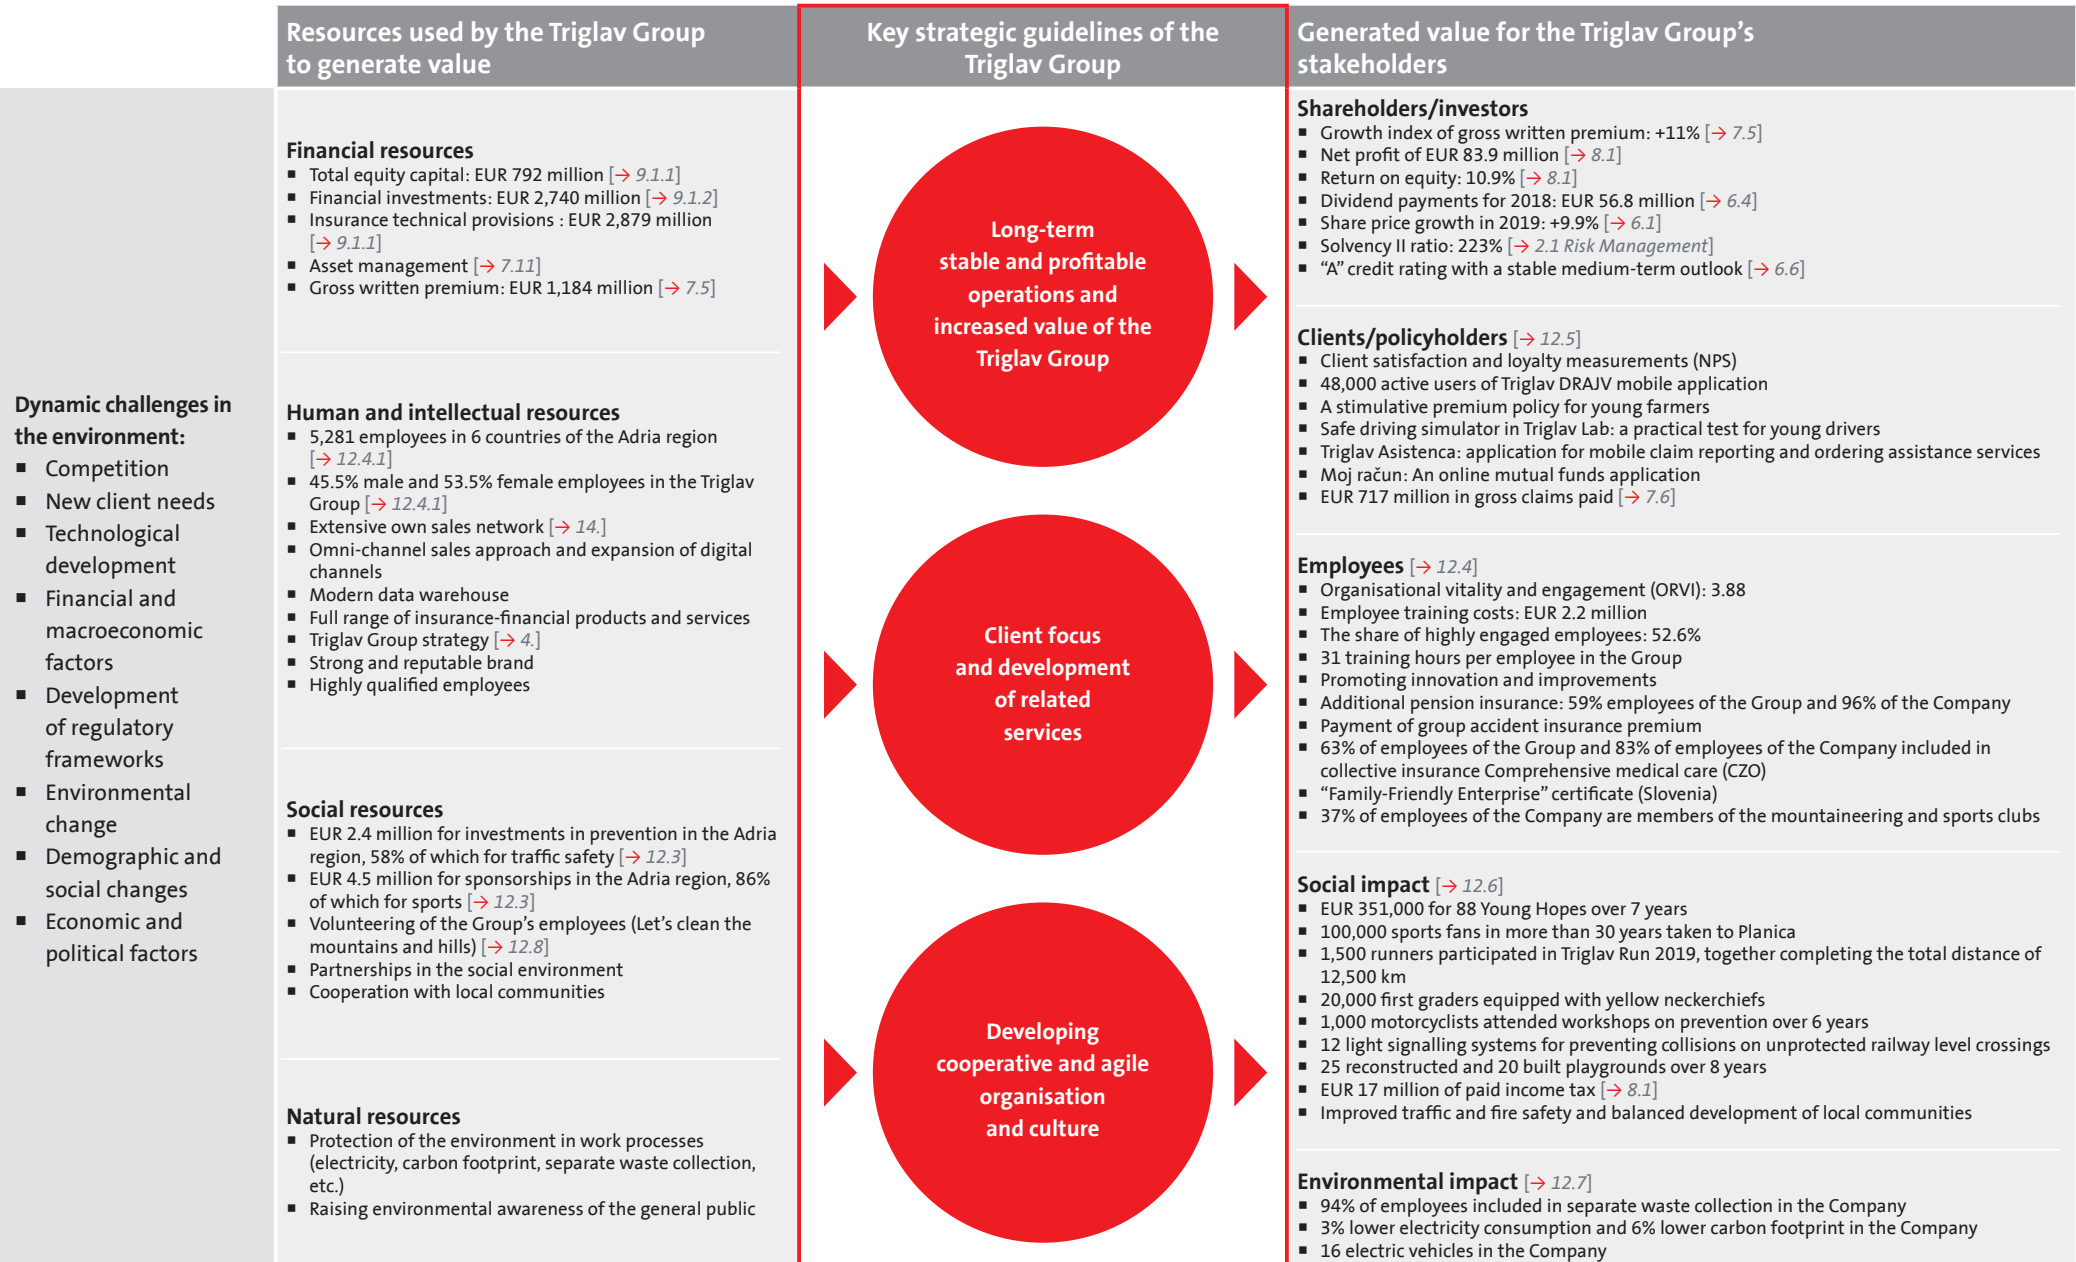 Resources used by the Triglav Group
to generate value
Key strategic guidelines of the
Triglav Group
Generated value for the Triglav Group's
stakeholders
Dynamic challenges in
the environment:
■ Competition
■ New client needs
■ Technological
development
■ Financial and
macroeconomic
factors
■ Development
of regulatory
frameworks
■ Environmental
change
■ Demographic and
social changes
■ Economic and
political factors
Financial resources
■ Total equity capital: EUR 792 million [→ 9.1.1]
■ Financial investments: EUR 2,740 million [→ 9.1.2]
■ Insurance technical provisions : EUR 2,879 million
[→ 9.1.1]
■ Asset management [→ 7.11]
■ Gross written premium: EUR 1,184 million [→ 7.5]
Human and intellectual resources
■ 5,281 employees in 6 countries of the Adria region
[→ 12.4.1]
■ 45.5% male and 53.5% female employees in the Triglav
Group [→ 12.4.1]
■ Extensive own sales network [→ 14.]
■ Omni-channel sales approach and expansion of digital
channels
■ Modern data warehouse
■ Full range of insurance-financial products and services
■ Triglav Group strategy [→ 4.]
■ Strong and reputable brand
■ Highly qualified employees
Social resources
■ EUR 2.4 million for investments in prevention in the Adria
region, 58% of which for traffic safety [→ 12.3]
■ EUR 4.5 million for sponsorships in the Adria region, 86%
of which for sports [→ 12.3]
■ Volunteering of the Group's employees (Let's clean the
mountains and hills) [→ 12.8]
■ Partnerships in the social environment
■ Cooperation with local communities
Natural resources
■ Protection of the environment in work processes
(electricity, carbon footprint, separate waste collection,
etc.)
■ Raising environmental awareness of the general public
Long-term
stable and profitable
operations and
increased value of the
Triglav Group
Client focus
and development
of related
services
Developing
cooperative and agile
organisation
and culture
Shareholders/investors
■ Growth index of gross written premium: +11% [→ 7.5]
■ Net profit of EUR 83.9 million [→ 8.1]
■ Return on equity: 10.9% [→ 8.1]
■ Dividend payments for 2018: EUR 56.8 million [→ 6.4]
■ Share price growth in 2019: +9.9% [→ 6.1]
■ Solvency II ratio: 223% [→ 2.1 Risk Management]
■ "A" credit rating with a stable medium-term outlook [→ 6.6]
Clients/policyholders [→ 12.5]
■ Client satisfaction and loyalty measurements (NPS)
■ 48,000 active users of Triglav DRAJV mobile application
■ A stimulative premium policy for young farmers
■ Safe driving simulator in Triglav Lab: a practical test for young drivers
■ Triglav Asistenca: application for mobile claim reporting and ordering assistance services
■ Moj račun: An online mutual funds application
■ EUR 717 million in gross claims paid [→ 7.6]
Employees [→ 12.4]
■ Organisational vitality and engagement (ORVI): 3.88
■ Employee training costs: EUR 2.2 million
■ The share of highly engaged employees: 52.6%
■ 31 training hours per employee in the Group
■ Promoting innovation and improvements
■ Additional pension insurance: 59% employees of the Group and 96% of the Company
■ Payment of group accident insurance premium
■ 63% of employees of the Group and 83% of employees of the Company included in
collective insurance Comprehensive medical care (CZO)
■ "Family-Friendly Enterprise" certificate (Slovenia)
■ 37% of employees of the Company are members of the mountaineering and sports clubs
Social impact [→ 12.6]
■ EUR 351,000 for 88 Young Hopes over 7 years
■ 100,000 sports fans in more than 30 years taken to Planica
■ 1,500 runners participated in Triglav Run 2019, together completing the total distance of
12,500 km
■ 20,000 first graders equipped with yellow neckerchiefs
■ 1,000 motorcyclists attended workshops on prevention over 6 years
■ 12 light signalling systems for preventing collisions on unprotected railway level crossings
■ 25 reconstructed and 20 built playgrounds over 8 years
■ EUR 17 million of paid income tax [→ 8.1]
■ Improved traffic and fire safety and balanced development of local communities
Environmental impact [→ 12.7]
■ 94% of employees included in separate waste collection in the Company
■ 3% lower electricity consumption and 6% lower carbon footprint in the Company
■ 16 electric vehicles in the Company